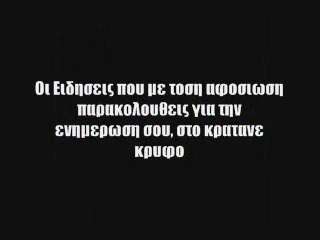 Οι Ειδησεις που με τοση αφοσιωση
παρακολουθεις για την
ενημερωση σου, στο κρατανε
κρυφο